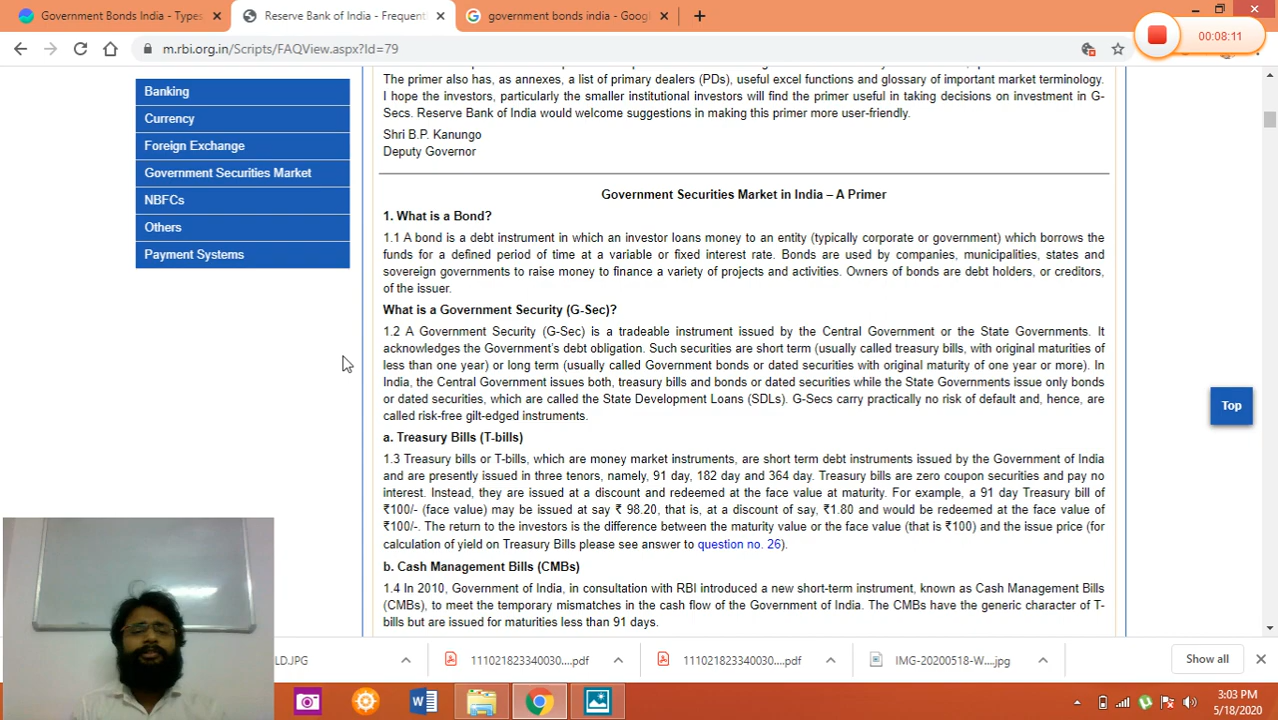 Government Bonds India - Types
Reserve Bank of India - Frequent
government bonds india - Goog
m.rbi.org.in/Scripts/FAQView.aspx?Id=79
00:08:11
Banking
Currency
Foreign Exchange
Government Securities Market
NBFCs
Others
Payment Systems
The primer also has, as annexes, a list of primary dealers (PDs), useful excel functions and glossary of important market terminology.
I hope the investors, particularly the smaller institutional investors will find the primer useful in taking decisions on investment in G-
Secs. Reserve Bank of India would welcome suggestions in making this primer more user-friendly.
Shri B.P. Kanungo
Deputy Governor
Government Securities Market in India – A Primer
1. What is a Bond?
1.1 A bond is a debt instrument in which an investor loans money to an entity (typically corporate or government) which borrows the
funds for a defined period of time at a variable or fixed interest rate. Bonds are used by companies, municipalities, states and
sovereign governments to raise money to finance a variety of projects and activities. Owners of bonds are debt holders, or creditors,
of the issuer.
What is a Government Security (G-Sec)?
1.2 A Government Security (G-Sec) is a tradeable instrument issued by the Central Government or the State Governments. It
acknowledges the Government's debt obligation. Such securities are short term (usually called treasury bills, with original maturities of
less than one year) or long term (usually called Government bonds or dated securities with original maturity of one year or more). In
India, the Central Government issues both, treasury bills and bonds or dated securities while the State Governments issue only bonds
or dated securities, which are called the State Development Loans (SDLs). G-Secs carry practically no risk of default and, hence, are
called risk-free gilt-edged instruments.
a. Treasury Bills (T-bills)
1.3 Treasury bills or T-bills, which are money market instruments, are short term debt instruments issued by the Government of India
and are presently issued in three tenors, namely, 91 day, 182 day and 364 day. Treasury bills are zero coupon securities and pay no
interest. Instead, they are issued at a discount and redeemed at the face value at maturity. For example, a 91 day Treasury bill of
₹100/- (face value) may be issued at say ₹ 98.20, that is, at a discount of say, ₹1.80 and would be redeemed at the face value of
₹100/-. The return to the investors is the difference between the maturity value or the face value (that is ₹100) and the issue price (for
calculation of yield on Treasury Bills please see answer to question no. 26).
b. Cash Management Bills (CMBs)
1.4 In 2010, Government of India, in consultation with RBI introduced a new short-term instrument, known as Cash Management Bills
(CMBs), to meet the temporary mismatches in the cash flow of the Government of India. The CMBs have the generic character of T-
bills but are issued for maturities less than 91 days.
Top
LD.JPG
111021823340030....pdf
111021823340030....pdf
IMG-20200518-W....jpg
Show all
3:03 PM
5/18/2020